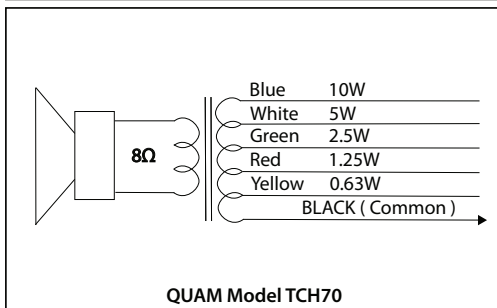 Blue 10W
White 5W
Green 2.5W
8Ω
Red 1.25W
Yellow 0.63W
BLACK ( Common )
QUAM Model TCH70